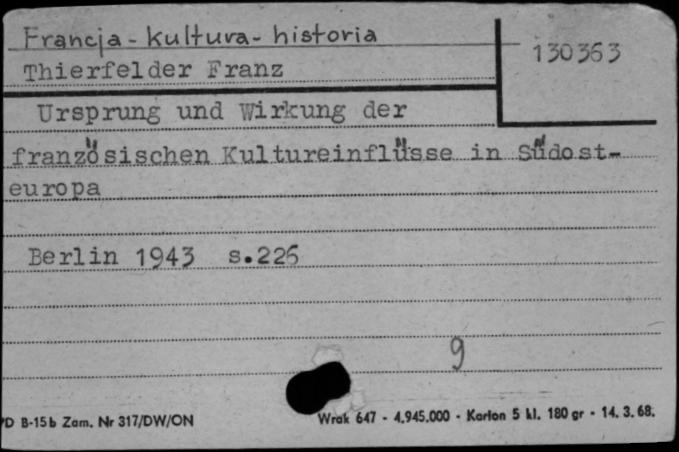 Francja - kultura - historia
130363
Thierfelder Franz
Ursprung und Wirkung der
französischen Kultureinflüsse in Südost-
europa
Berlin 1943 s.226
9
PD B-15b Zam. Nr 317/DW/ON
Wrak 647 - 4.945.000 - Karton 5 kl. 180 gr - 14. 3. 68.